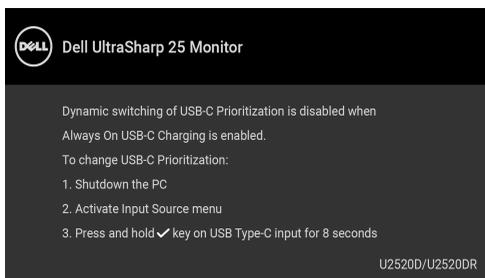 DELL
Dell UltraSharp 25 Monitor
Dynamic switching of USB-C Prioritization is disabled when
Always On USB-C Charging is enabled.
To change USB-C Prioritization:
1. Shutdown the PC
2. Activate Input Source menu
3. Press and hold ✓ key on USB Type-C input for 8 seconds
U2520D/U2520DR